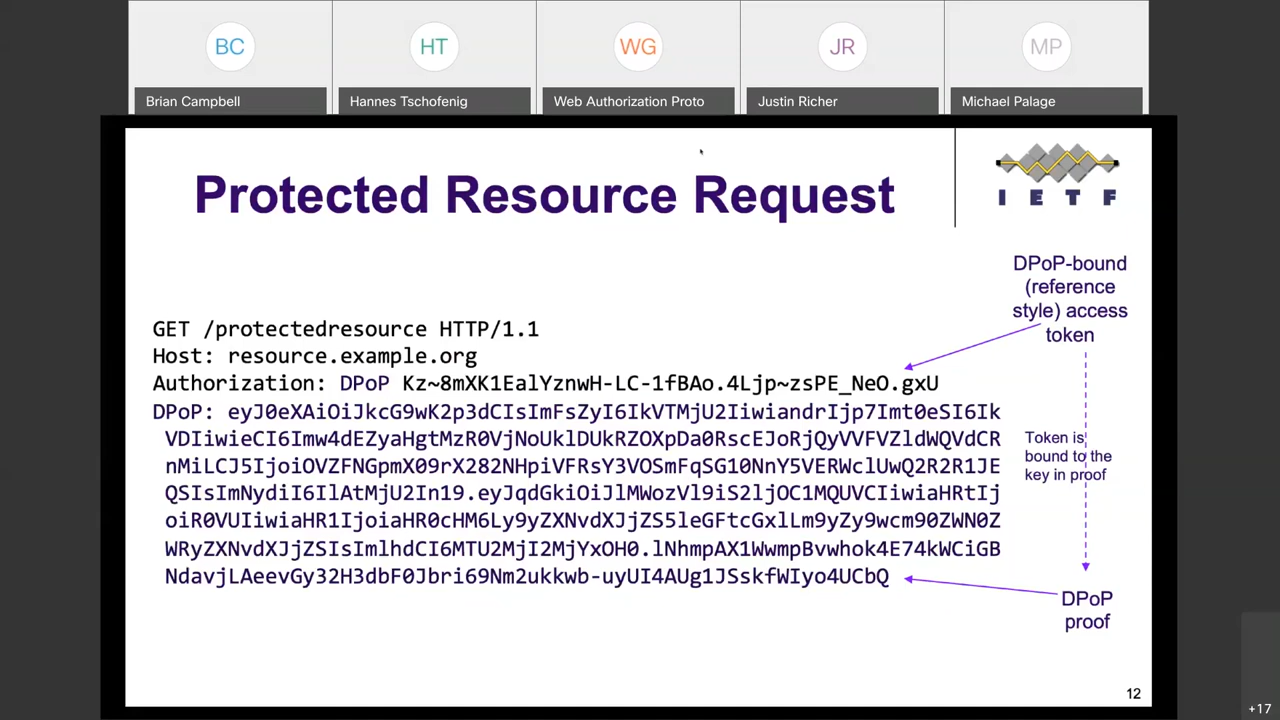 BC
HT
WG
JR
MP
Brian Campbell
Hannes Tschofenig
Web Authorization Proto
Justin Richer
Michael Palage
Protected Resource Request
IETF
DPoP-bound
(reference
style) access
token
GET /protectedresource HTTP/1.1
Host: resource.example.org
Authorization: DPoP Kz~8mXK1EalYznwH-LC-1fBAo.4Ljp~zsPE_NeO.gxU
DPoP: eyJ0eXAiOiJkcG9wK2p3dCIsImFsZyI6IkVTMjU2IiwiandrIjp7Imt0eSI6Ik
VDIiwieCI6Imw4dEZyaHgtMzR0VjNoUklDUkRZOXpDa0RscEJoRjQyVVFVZldWQVdCR
nMiLCJ5IjoiOVZFNGpmX09rX282NHpiVFRsY3VOSmFqSG10NnY5VERWclUwQ2R2R1JE
QSIsImNydiI6IlAtMjU2In19.eyJqdGkiOiJlMWozVl9iS2ljOC1MQUVCIiwiaHRtIj
oiR0VUIiwiaHR1IjoiaHR0cHM6Ly9yZXNvdXJjZS5leGFtcGxlLm9yZy9wcm90ZWN0Z
WRyZXNvdXJjZSIsImlhdCI6MTU2MjI2MjYxOH0.lNhmpAX1WwmpBvwhok4E74kWCiGB
NdavjLAeevGy32H3dbF0Jbri69Nm2ukkwb-uyUI4AUg1JSskfWIyo4UCbQ
Token is
bound to the
key in proof
DPoP
proof
12
+17